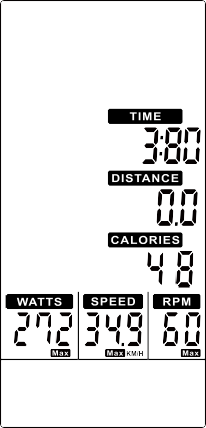 TIME
3:80
DISTANCE
0.0
CALORIES
48
WATTS SPEED RPM
272 34.9 60
Max Max KM/H Max